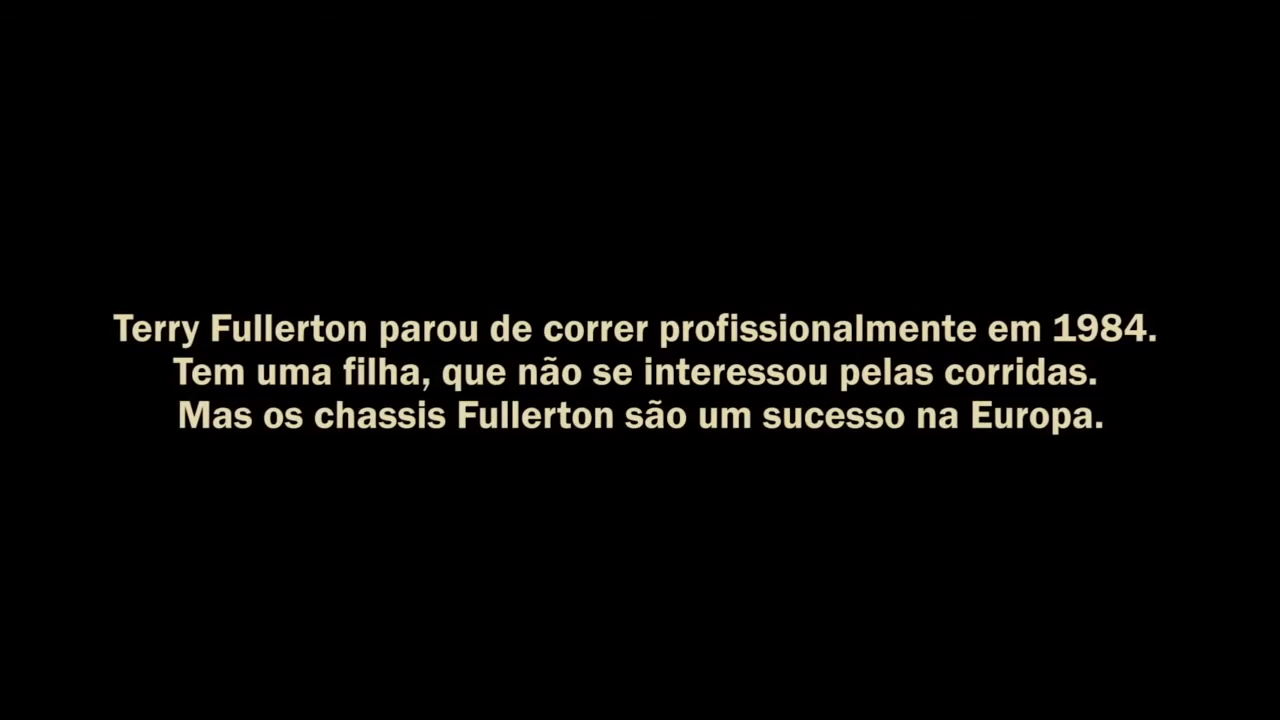 Terry Fullerton parou de correr profissionalmente em 1984.
Tem uma filha, que não se interessou pelas corridas.
Mas os chassis Fullerton são um sucesso na Europa.